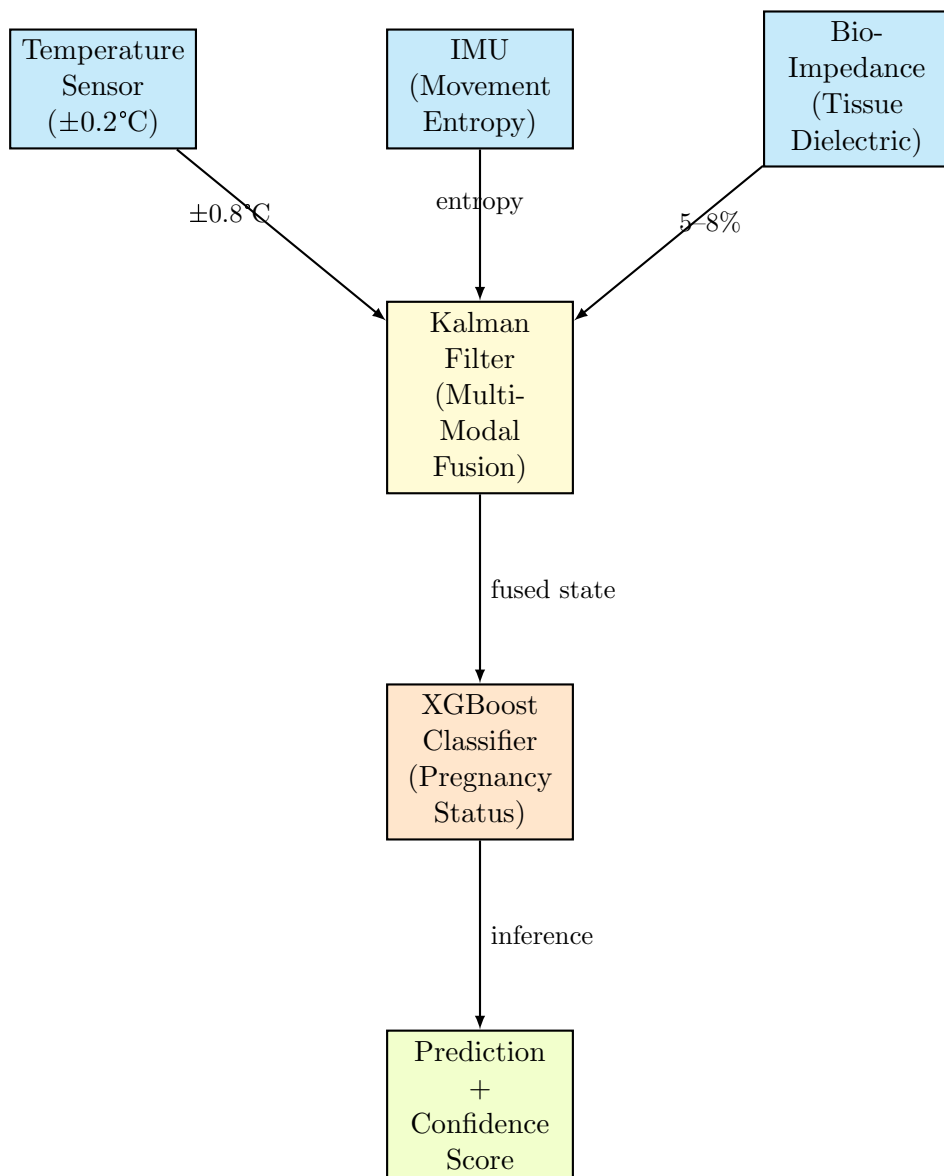 Temperature
Sensor
(±0.2°C)
IMU
(Movement
Entropy)
Bio-
Impedance
(Tissue
Dielectric)
±0.8°C
entropy
5–8%
Kalman
Filter
(Multi-
Modal
Fusion)
fused state
XGBoost
Classifier
(Pregnancy
Status)
inference
Prediction
+
Confidence
Score